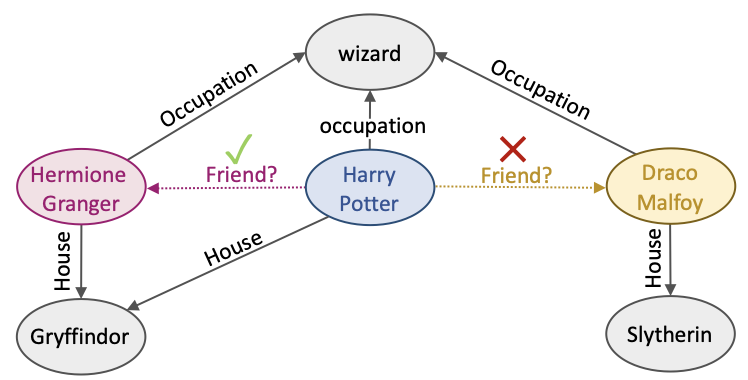 wizard
Occupation
occupation
Occupation
Friend?
Friend?
Hermione
Granger
Harry
Potter
Draco
Malfoy
House
House
House
Gryffindor
Slytherin